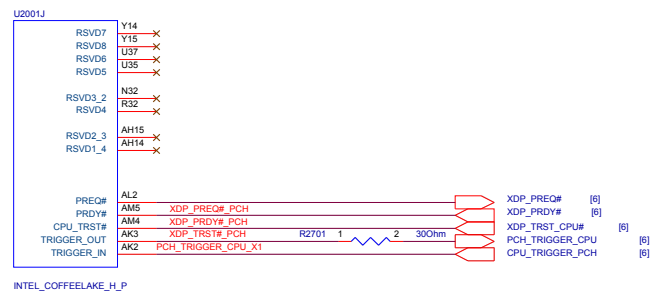 U2001J
RSVD7 Y14
RSVD8 Y15
RSVD6 U37
RSVD5 U35
RSVD3_2 N32
RSVD4 R32
RSVD2_3 AH15
RSVD1_4 AH14
PREQ# AL2 XDP_PREQ# [6]
PRDY# AM5 XDP_PREQ#_PCH XDP_PRDY# [6]
CPU_TRST# AM4 XDP_PRDY#_PCH XDP_TRST_CPU# [6]
TRIGGER_OUT AK3 XDP_TRST#_PCH R2701 1 2 30Ohm PCH_TRIGGER_CPU [6]
TRIGGER_IN AK2 PCH_TRIGGER_CPU_X1 CPU_TRIGGER_PCH [6]
INTEL_COFFEELAKE_H_P